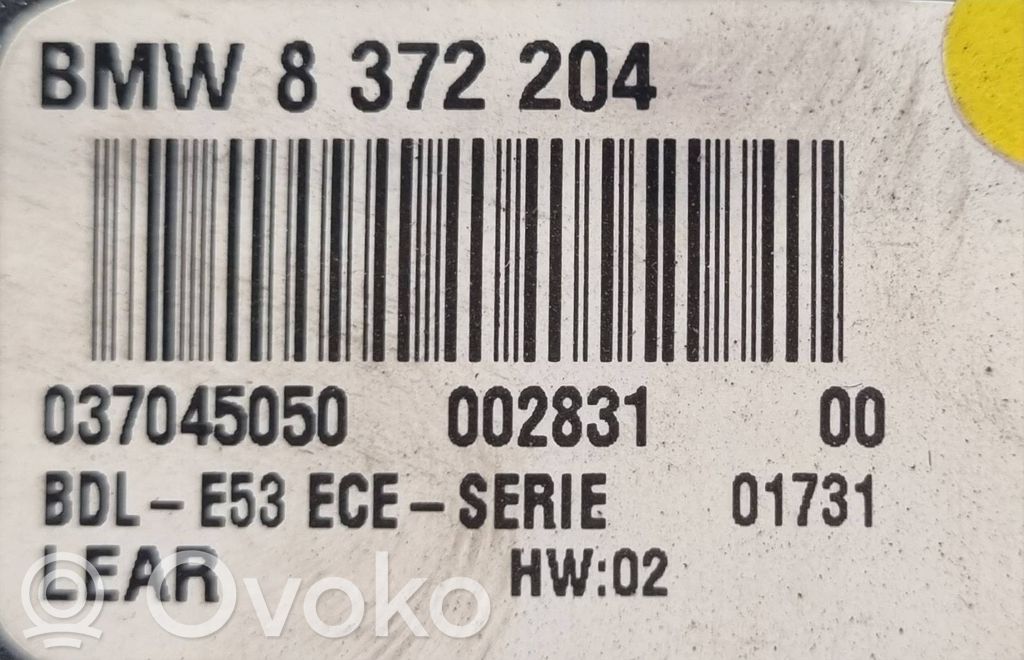 BMW 8 372 204
037045050 002831 00
BDL-E53 ECE-SERIE 01731
LEAR HW:02
Ovoko